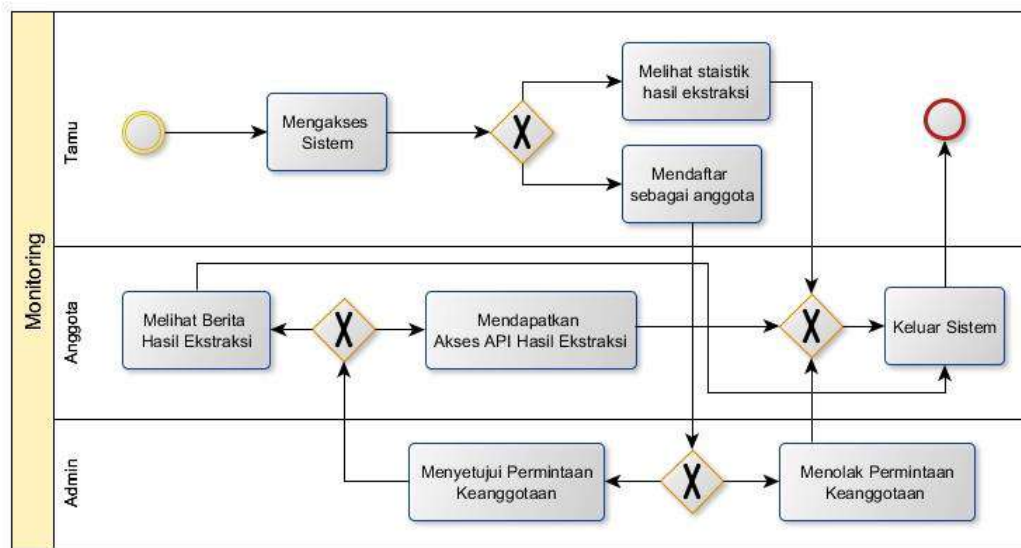 Monitoring
Tamu
Mengakses
Sistem
X
Melihat staistik
hasil ekstraksi
Mendaftar
sebagai anggota
Anggota
Melihat Berita
Hasil Ekstraksi
X
Mendapatkan
Akses API Hasil Ekstraksi
X
Keluar Sistem
Admin
Menyetujui Permintaan
Keanggotaan
X
Menolak Permintaan
Keanggotaan